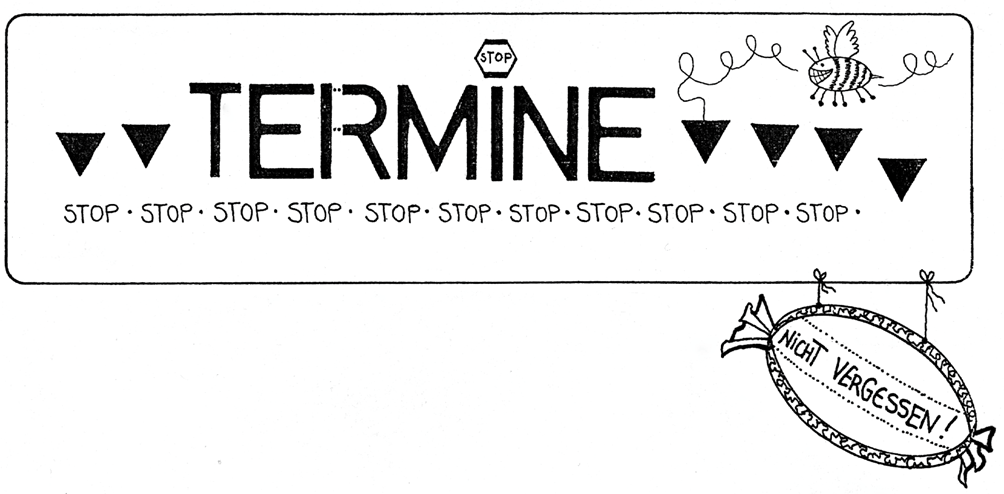 STOP
TERMINE
STOP · STOP · STOP · STOP · STOP · STOP · STOP · STOP · STOP · STOP · STOP ·
NICHT VERGESSEN!